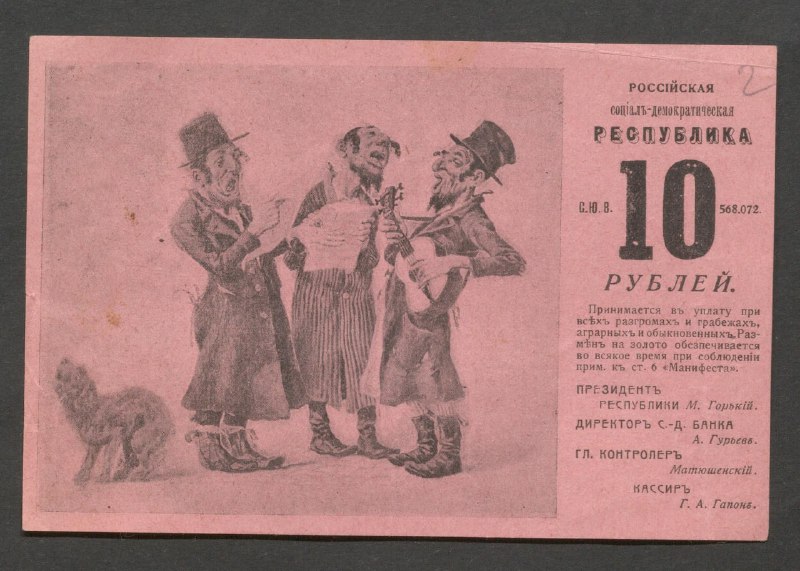 2
РОССІЙСКАЯ
соціалъ-демократическая
РЕСПУБЛИКА
С.Ю.В. 10 568.072.
РУБЛЕЙ.
Принимается въ уплату при
всѣхъ разгромахъ и грабежахъ,
аграрныхъ и обыкновенныхъ. Раз-
мѣнъ на золото обезпечивается
во всякое время при соблюденіи
прим. къ ст. 6 «Манифеста».
ПРЕЗИДЕНТЪ
РЕСПУБЛИКИ М. Горькій.
ДИРЕКТОРЪ С.-Д. БАНКА
А. Гурьевъ.
ГЛ. КОНТРОЛЕРЪ
Матюшенскій.
КАССИРЪ
Г. А. Гапонъ.